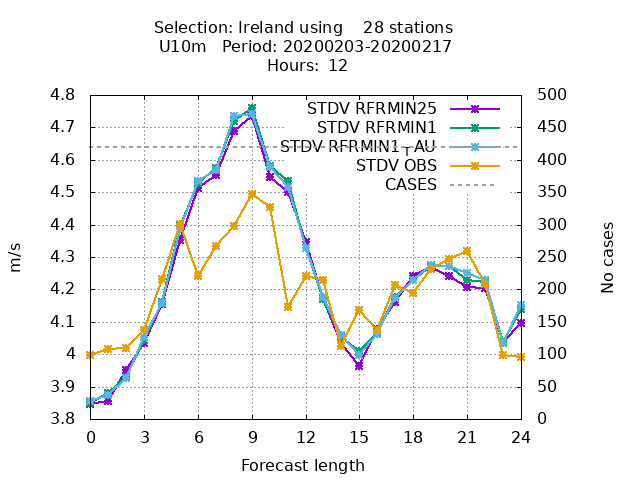 Selection: Ireland using    28 stations
U10m   Period: 20200203-20200217
Hours:  12
4.8
4.7
4.6
4.5
4.4
4.3
4.2
4.1
4
3.9
3.8
m/s
STDV RFRMIN25
STDV RFRMIN1
STDV RFRMIN1_TAU
STDV OBS
CASES
500
450
400
350
300
250
200
150
100
50
0
No cases
0 3 6 9 12 15 18 21 24
Forecast length